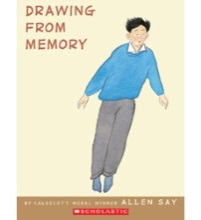 DRAWING
FROM
MEMORY
BY CALDECOTT MEDAL WINNER ALLEN SAY
SCHOLASTIC